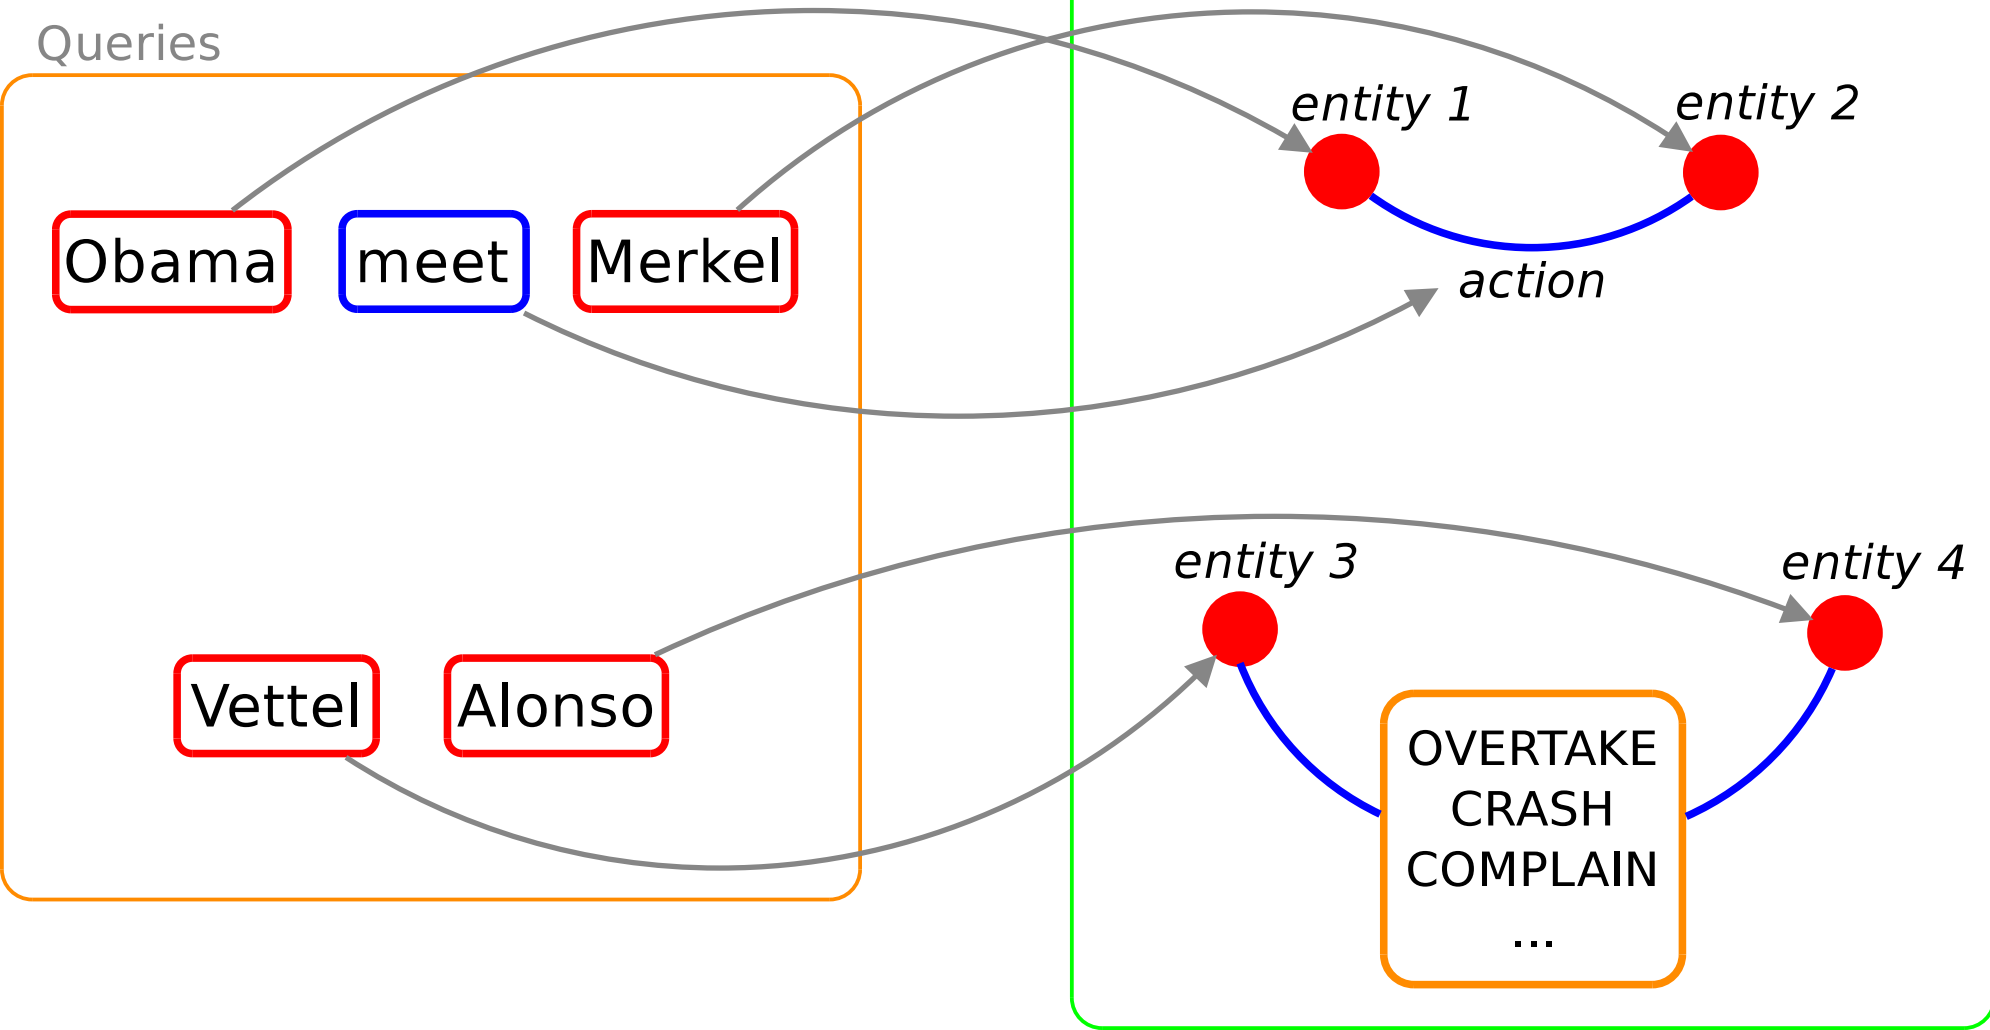 Queries
entity 1
entity 2
Obama
meet
Merkel
action
entity 3
entity 4
Vettel
Alonso
OVERTAKE
CRASH
COMPLAIN
...